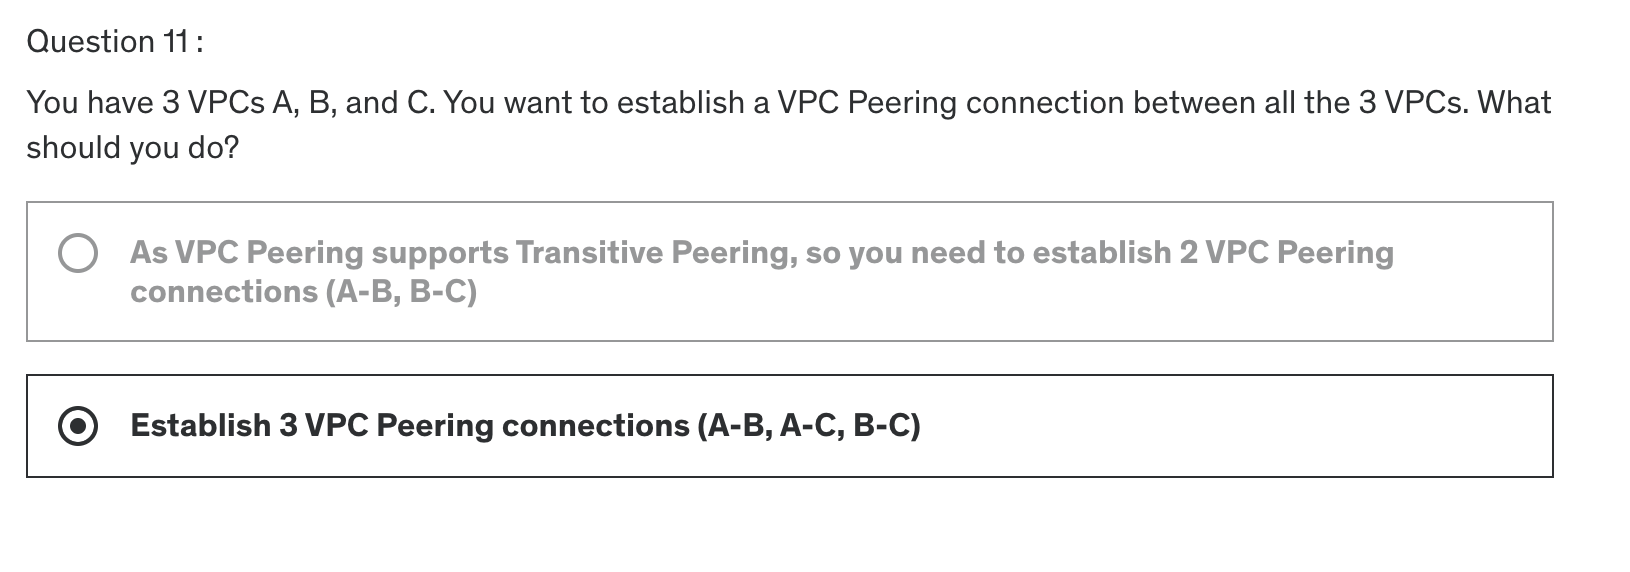 Question 11 :
You have 3 VPCs A, B, and C. You want to establish a VPC Peering connection between all the 3 VPCs. What
should you do?
As VPC Peering supports Transitive Peering, so you need to establish 2 VPC Peering
connections (A-B, B-C)
Establish 3 VPC Peering connections (A-B, A-C, B-C)